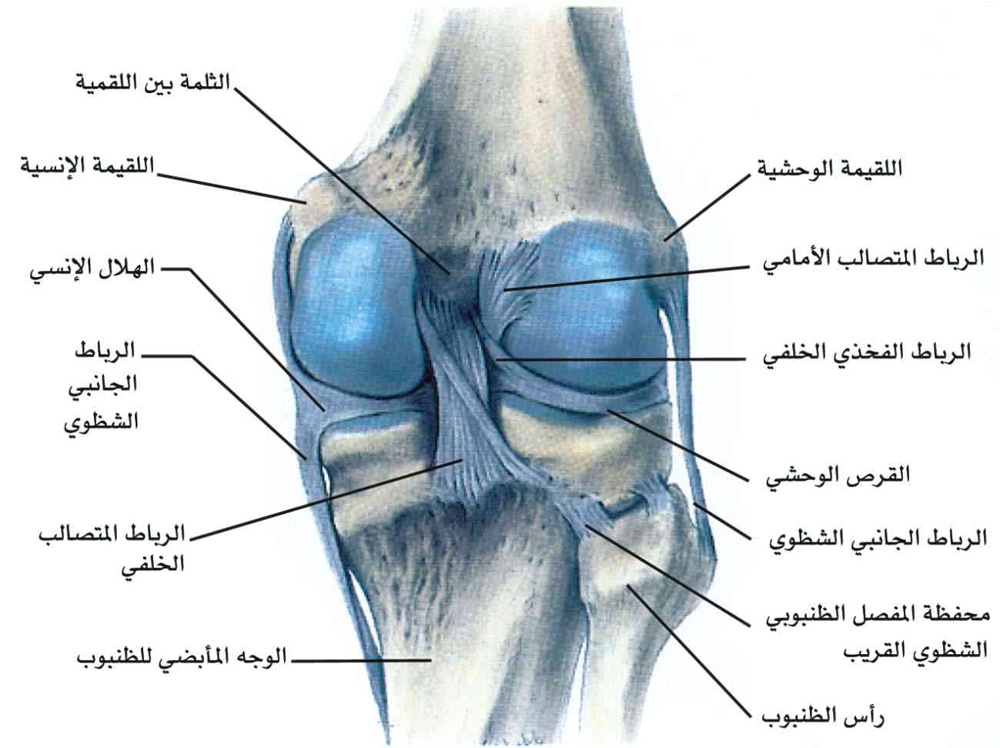 الثلمة بين اللقمية
اللقيمة الإنسية
الهلال الإنسي
الرباط
الجانبي
الشظوي
الرباط المتصالب
الخلفي
الوجه المأبضي للظنبوب
اللقيمة الوحشية
الرباط المتصالب الأمامي
الرباط الفخذي الخلفي
القرص الوحشي
الرباط الجانبي الشظوي
محفظة المفصل الظنبوبي
الشظوي القريب
رأس الظنبوب